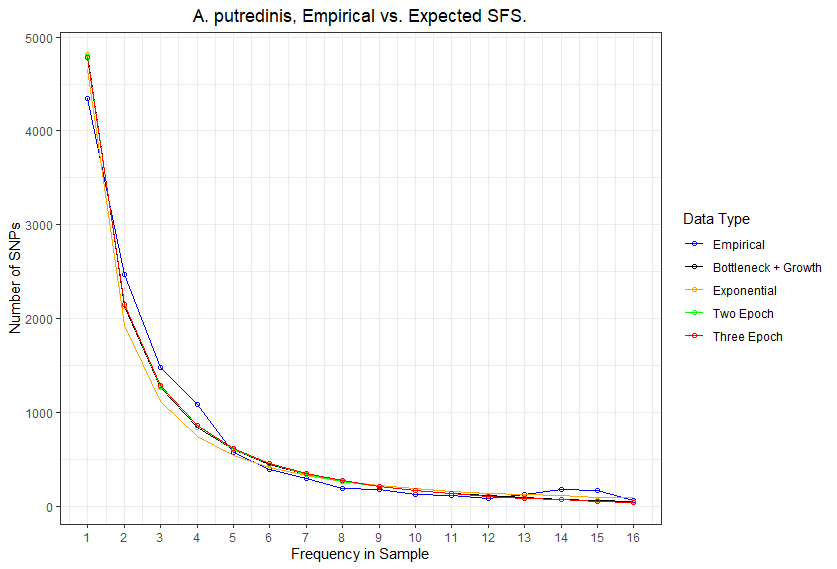 A. putredinis, Empirical vs. Expected SFS.
Number of SNPs
5000
4000
3000
2000
1000
0
1 2 3 4 5 6 7 8 9 10 11 12 13 14 15 16
Frequency in Sample
Data Type
Empirical
Bottleneck + Growth
Exponential
Two Epoch
Three Epoch